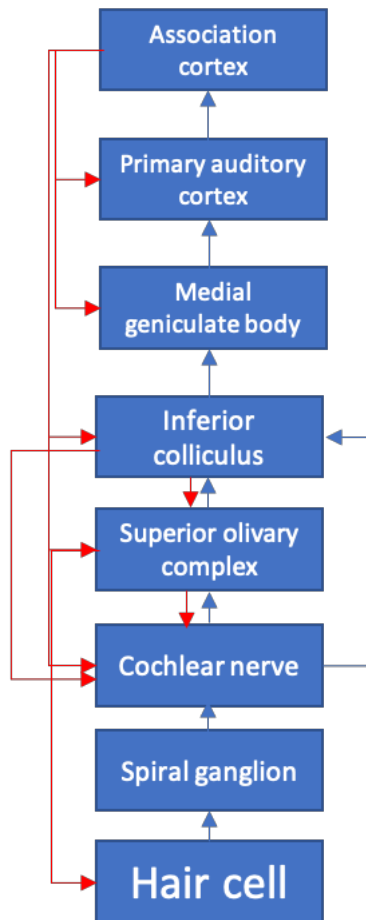 Association
cortex
Primary auditory
cortex
Medial
geniculate body
Inferior
colliculus
Superior olivary
complex
Cochlear nerve
Spiral ganglion
Hair cell